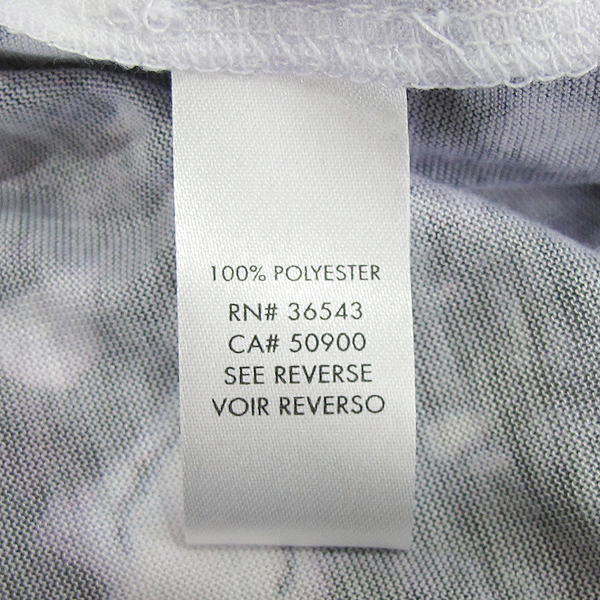 100% POLYESTER
RN# 36543
CA# 50900
SEE REVERSE
VOIR REVERSO